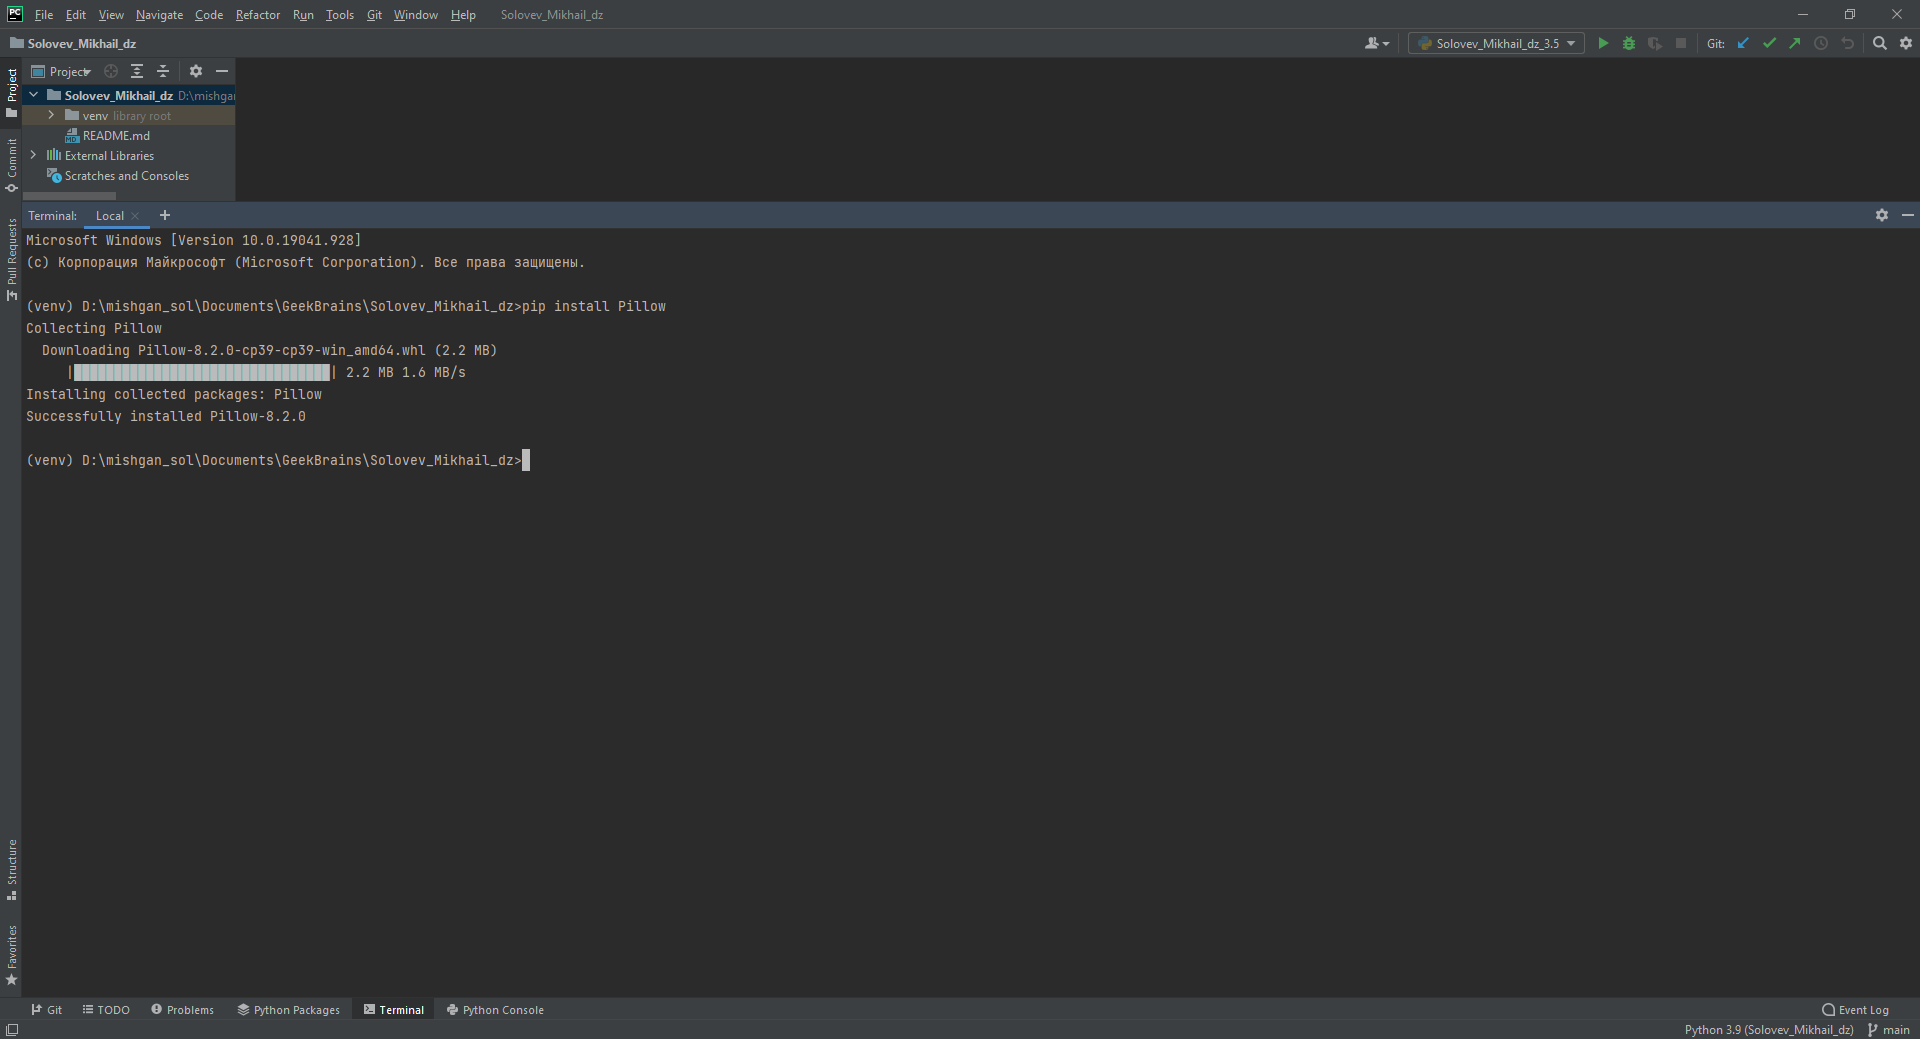 PC File Edit View Navigate Code Refactor Run Tools Git Window Help Solovev_Mikhail_dz
Solovev_Mikhail_dz
Solovev_Mikhail_dz_3.5
Git:
Project
Project
Solovev_Mikhail_dz D:\mishga
venv library root
README.md
External Libraries
Scratches and Consoles
Commit
Pull Requests
Terminal: Local
Microsoft Windows [Version 10.0.19041.928]
(c) Корпорация Майкрософт (Microsoft Corporation). Все права защищены.
(venv) D:\mishgan_sol\Documents\GeekBrains\Solovev_Mikhail_dz>pip install Pillow
Collecting Pillow
Downloading Pillow-8.2.0-cp39-cp39-win_amd64.whl (2.2 MB)
|████████████████████████████████| 2.2 MB 1.6 MB/s
Installing collected packages: Pillow
Successfully installed Pillow-8.2.0
(venv) D:\mishgan_sol\Documents\GeekBrains\Solovev_Mikhail_dz>
Structure
Favorites
Git TODO Problems Python Packages Terminal Python Console Event Log
Python 3.9 (Solovev_Mikhail_dz) main